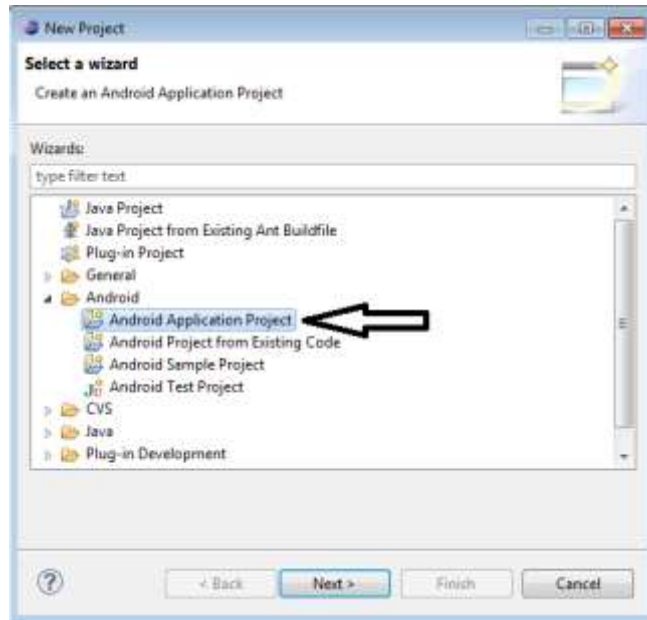 New Project
Select a wizard
Create an Android Application Project
Wizards:
type filter text
Java Project
Java Project from Existing Ant Buildfile
Plug-in Project
General
Android
Android Application Project
Android Project from Existing Code
Android Sample Project
Android Test Project
CVS
Java
Plug-in Development
< Back Next > Finish Cancel